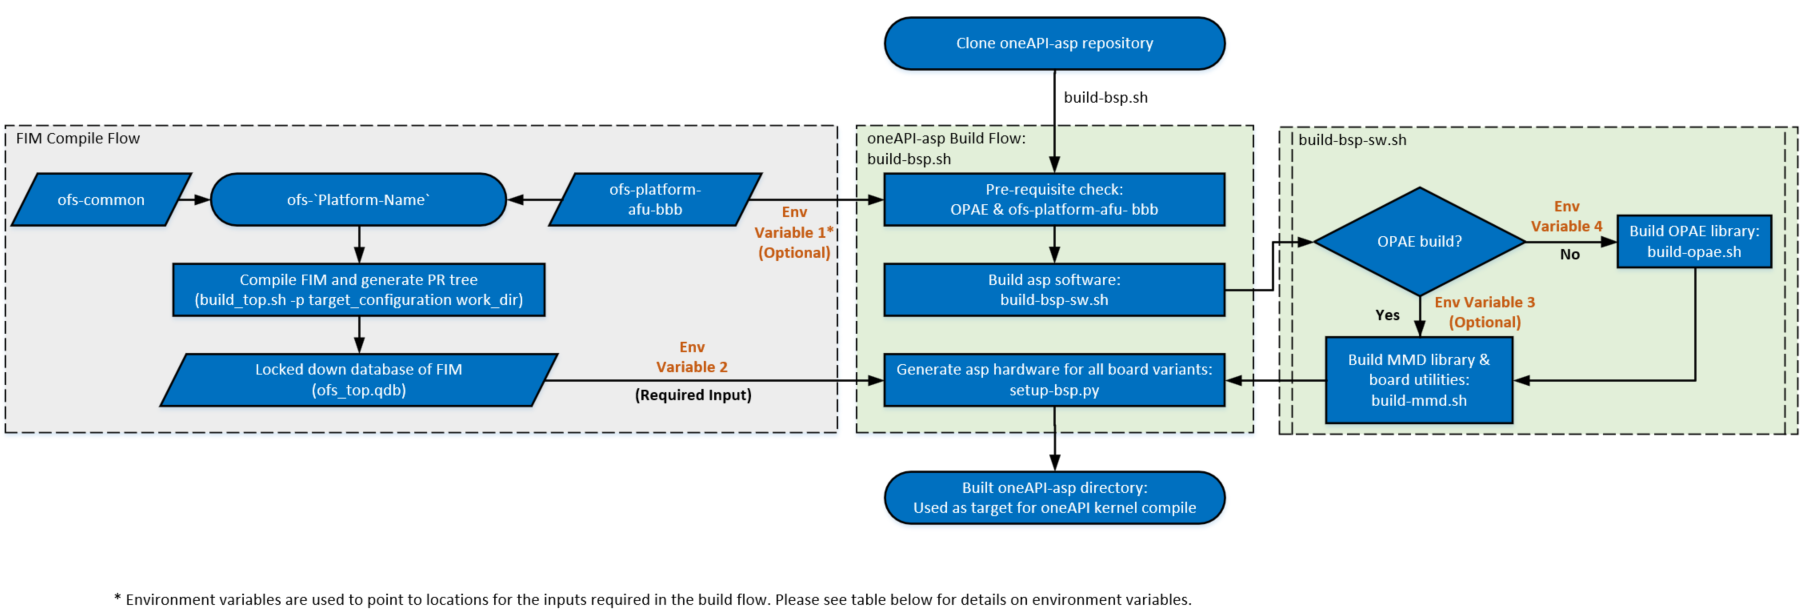 Clone oneAPI-asp repository
build-bsp.sh
FIM Compile Flow
ofs-common
ofs-`Platform-Name`
ofs-platform-
afu-bbb
Env
Variable 1*
(Optional)
Compile FIM and generate PR tree
(build_top.sh -p target_configuration work_dir)
Locked down database of FIM
(ofs_top.qdb)
Env
Variable 2
(Required Input)
oneAPI-asp Build Flow:
build-bsp.sh
Pre-requisite check:
OPAE & ofs-platform-afu- bbb
Build asp software:
build-bsp-sw.sh
Generate asp hardware for all board variants:
setup-bsp.py
build-bsp-sw.sh
OPAE build?
Env
Variable 4
No
Build OPAE library:
build-opae.sh
Yes
Env Variable 3
(Optional)
Build MMD library &
board utilities:
build-mmd.sh
Built oneAPI-asp directory:
Used as target for oneAPI kernel compile
* Environment variables are used to point to locations for the inputs required in the build flow. Please see table below for details on environment variables.